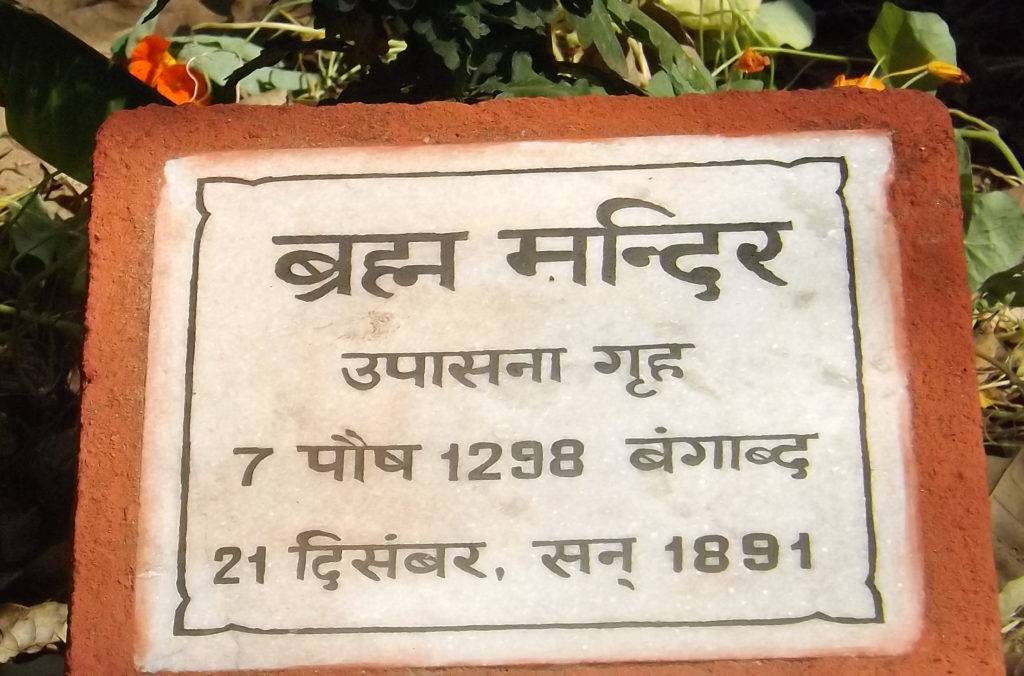 ब्रह्म मन्दिर
उपासना गृह
7 पौष 1298 बंगाब्द
21 दिसंबर, सन् 1891